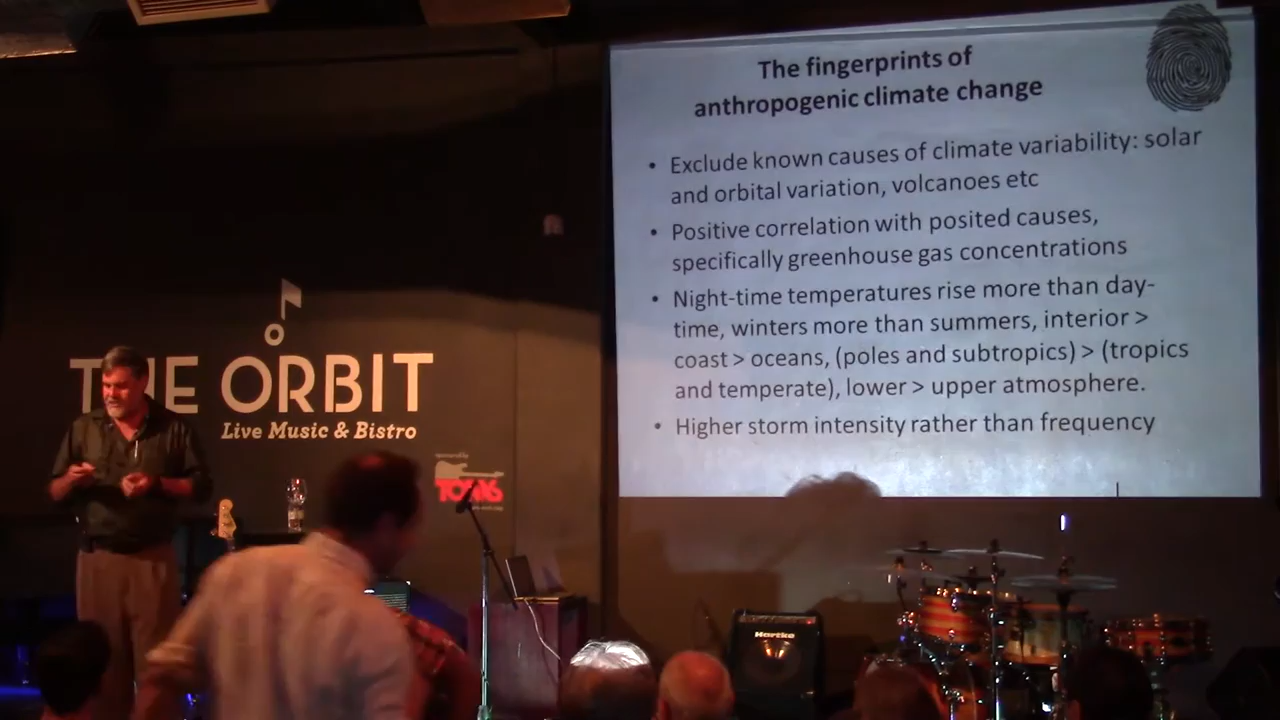 The fingerprints of
anthropogenic climate change
• Exclude known causes of climate variability: solar
and orbital variation, volcanoes etc
• Positive correlation with posited causes,
specifically greenhouse gas concentrations
• Night-time temperatures rise more than day-
time, winters more than summers, interior >
coast > oceans, (poles and subtropics) > (tropics
and temperate), lower > upper atmosphere.
• Higher storm intensity rather than frequency
THE ORBIT
Live Music & Bistro
sponsored by
TOMS
Hartke